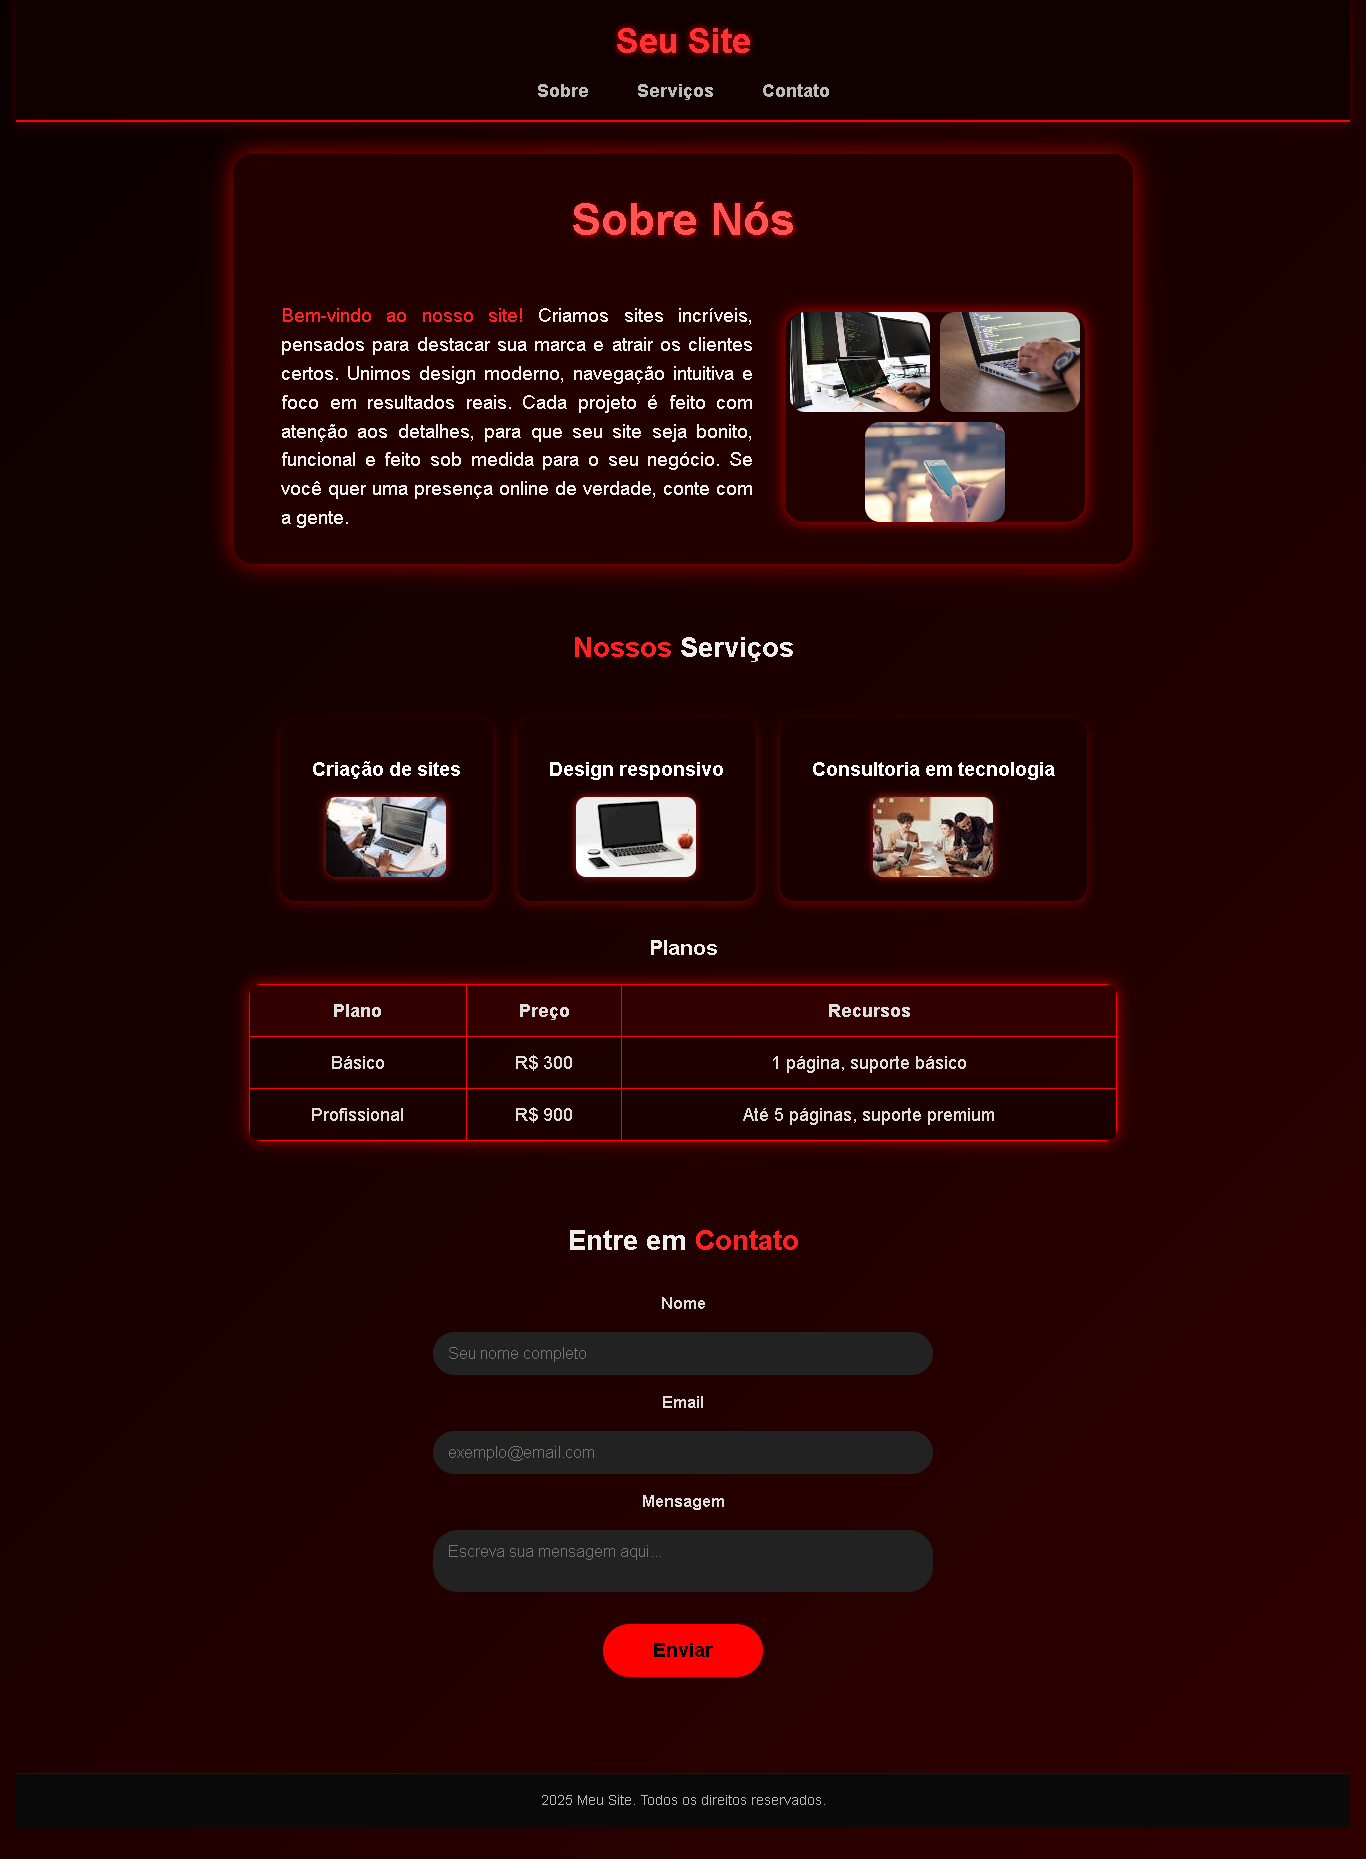 Seu Site
Sobre Serviços Contato
Sobre Nós
Bem-vindo ao nosso site! Criamos sites incríveis,
pensados para destacar sua marca e atrair os clientes
certos. Unimos design moderno, navegação intuitiva e
foco em resultados reais. Cada projeto é feito com
atenção aos detalhes, para que seu site seja bonito,
funcional e feito sob medida para o seu negócio. Se
você quer uma presença online de verdade, conte com
a gente.
Nossos Serviços
Criação de sites
Design responsivo
Consultoria em tecnologia
Planos
Plano Preço Recursos
Básico R$ 300 1 página, suporte básico
Profissional R$ 900 Até 5 páginas, suporte premium
Entre em Contato
Nome
Seu nome completo
Email
exemplo@email.com
Mensagem
Escreva sua mensagem aqui...
Enviar
2025 Meu Site. Todos os direitos reservados.